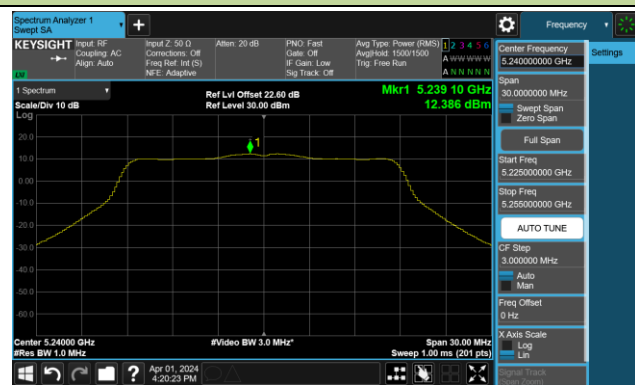 Spectrum Analyzer 1
Swept SA
Frequency
KEYSIGHT
Input: RF
Coupling: AC
Align: Auto
Input Z: 50 Ω
Corrections: Off
Freq Ref: Int (S)
NFE: Adaptive
Atten: 20 dB
PNO: Fast
Gate: Off
IF Gain: Low
Sig Track: Off
Avg Type: Power (RMS)
Avg|Hold: 1500/1500
Trig: Free Run
1 2 3 4 5 6
A W W W W W
A N N N N N
LW
1 Spectrum
Scale/Div 10 dB
Log
Ref Lvl Offset 22.60 dB
Ref Level 30.00 dBm
Mkr1 5.239 10 GHz
12.386 dBm
1
20.0
10.0
0.00
-10.0
-20.0
-30.0
-40.0
-50.0
-60.0
Center 5.24000 GHz
#Res BW 1.0 MHz
#Video BW 3.0 MHz*
Span 30.00 MHz
Sweep 1.00 ms (201 pts)
Apr 01, 2024
4:20:23 PM
Settings
Center Frequency
5.240000000 GHz
Span
30.0000000 MHz
Swept Span
Zero Span
Full Span
Start Freq
5.225000000 GHz
Stop Freq
5.255000000 GHz
AUTO TUNE
CF Step
3.000000 MHz
Auto
Man
Freq Offset
0 Hz
X Axis Scale
Log
Lin
Signal Track
(Span Zoom)